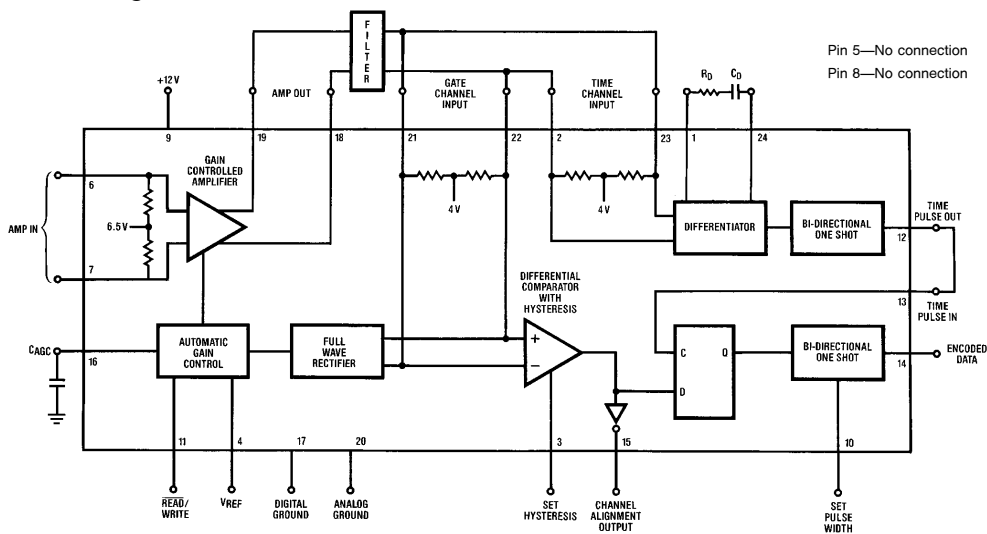 FILTER
Pin 5—No connection
Pin 8—No connection
+12 V
AMP OUT
GATE
CHANNEL
INPUT
TIME
CHANNEL
INPUT
RD
CD
9
19
18
21
22
2
23
1
24
GAIN
CONTROLLED
AMPLIFIER
6
6.5V
AMP IN
7
4 V
4 V
DIFFERENTIATOR
BI-DIRECTIONAL
ONE SHOT
12
TIME
PULSE OUT
13
TIME
PULSE IN
DIFFERENTIAL
COMPARATOR
WITH
HYSTERESIS
CAGC
16
AUTOMATIC
GAIN
CONTROL
FULL
WAVE
RECTIFIER
+
−
C
Q
D
BI-DIRECTIONAL
ONE SHOT
14
ENCODED
DATA
11
4
17
20
3
15
10
READ/
WRITE
VREF
DIGITAL
GROUND
ANALOG
GROUND
SET
HYSTERESIS
CHANNEL
ALIGNMENT
OUTPUT
SET
PULSE
WIDTH